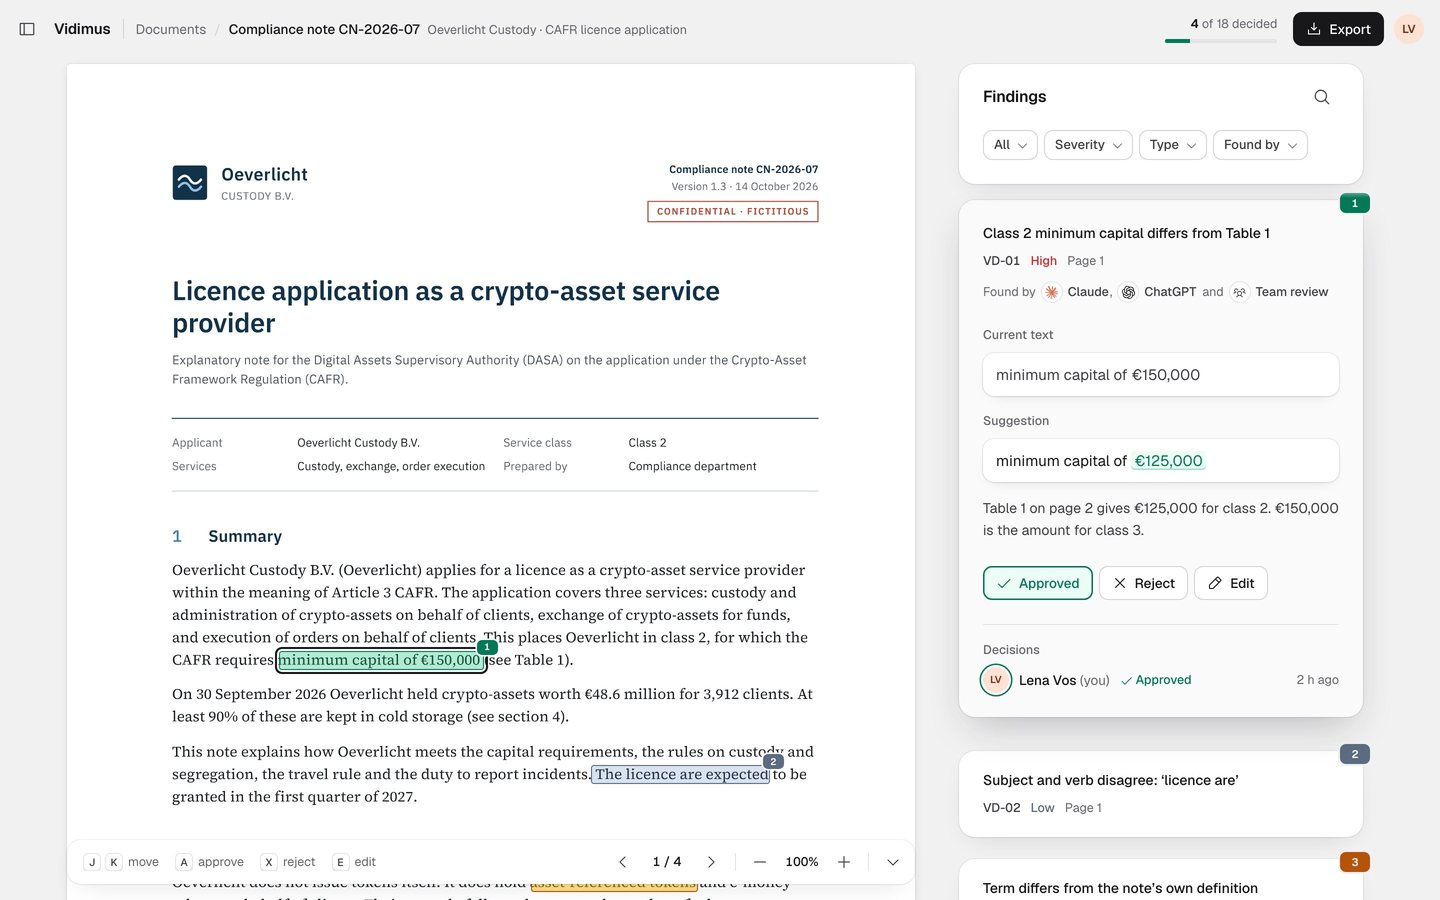 Vidimus
Documents / Compliance note CN-2026-07 Oeverlicht Custody · CAFR licence application
4 of 18 decided
Export
LV
Oeverlicht
CUSTODY B.V.
Compliance note CN-2026-07
Version 1.3 · 14 October 2026
CONFIDENTIAL · FICTITIOUS
Licence application as a crypto-asset service
provider
Explanatory note for the Digital Assets Supervisory Authority (DASA) on the application under the Crypto-Asset
Framework Regulation (CAFR).
Applicant Oeverlicht Custody B.V. Service class Class 2
Services Custody, exchange, order execution Prepared by Compliance department
1 Summary
Oeverlicht Custody B.V. (Oeverlicht) applies for a licence as a crypto-asset service provider
within the meaning of Article 3 CAFR. The application covers three services: custody and
administration of crypto-assets on behalf of clients, exchange of crypto-assets for funds,
and execution of orders on behalf of clients. This places Oeverlicht in class 2, for which the
1
CAFR requires minimum capital of €150,000 (see Table 1).
On 30 September 2026 Oeverlicht held crypto-assets worth €48.6 million for 3,912 clients. At
least 90% of these are kept in cold storage (see section 4).
This note explains how Oeverlicht meets the capital requirements, the rules on custody and
2
segregation, the travel rule and the duty to report incidents. The licence are expected to be
granted in the first quarter of 2027.
J K move A approve X reject E edit
1 / 4
100%
Oeverlicht does not issue tokens itself. It does hold asset-referenced tokens and e-money
Findings
All Severity Type Found by
1
Class 2 minimum capital differs from Table 1
VD-01 High Page 1
Found by Claude, ChatGPT and Team review
Current text
minimum capital of €150,000
Suggestion
minimum capital of €125,000
Table 1 on page 2 gives €125,000 for class 2. €150,000
is the amount for class 3.
Approved Reject Edit
Decisions
LV Lena Vos (you) Approved 2 h ago
2
Subject and verb disagree: ‘licence are’
VD-02 Low Page 1
3
Term differs from the note’s own definition